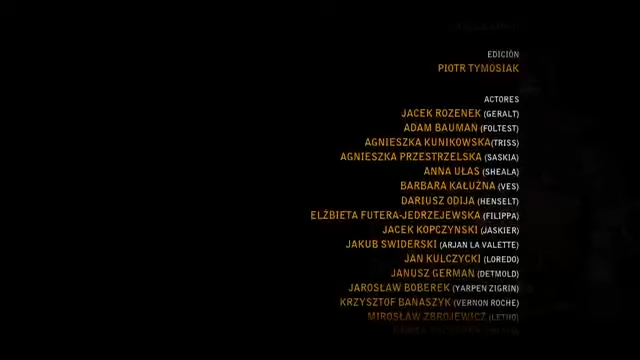 EDICIÓN
PIOTR TYMOSIAK
ACTORES
JACEK ROZENEK (GERALT)
ADAM BAUMAN (FOLTEST)
AGNIESZKA KUNIKOWSKA(TRISS)
AGNIESZKA PRZESTRZELSKA (SASKIA)
ANNA UŁAS (SHEALA)
BARBARA KAŁUŻNA (VES)
DARIUSZ ODIJA (HENSELT)
ELŻBIETA FUTERA-JEDRZEJEWSKA (FILIPPA)
JACEK KOPCZYNSKI (JASKIER)
JAKUB SWIDERSKI (ARJAN LA VALETTE)
JAN KULCZYCKI (LOREDO)
JANUSZ GERMAN (DETMOLD)
JAROSŁAW BOBEREK (YARPEN ZIGRIN)
KRZYSZTOF BANASZYK (VERNON ROCHE)
MIROSŁAW ZBROJEWICZ (LETHO)